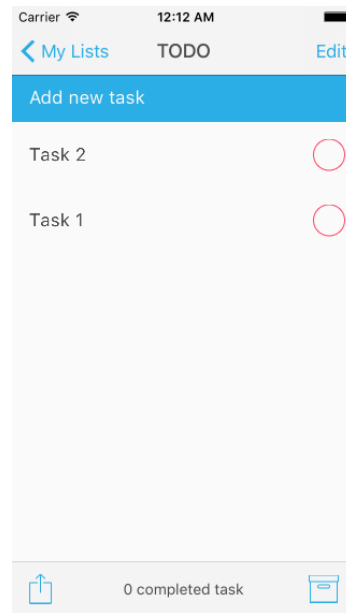 Carrier 12:12 AM
My Lists TODO Edit
Add new task
Task 2
Task 1
0 completed task